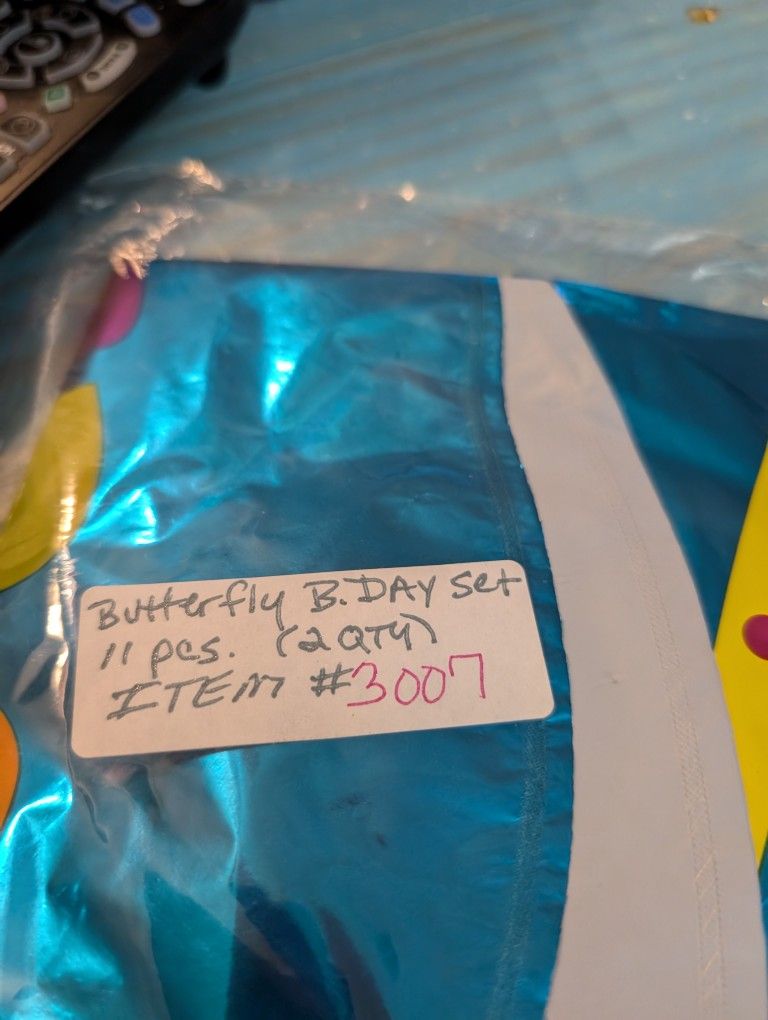 Butterfly B.DAY Set
11 pcs. (2 QTY)
ITEM #3007